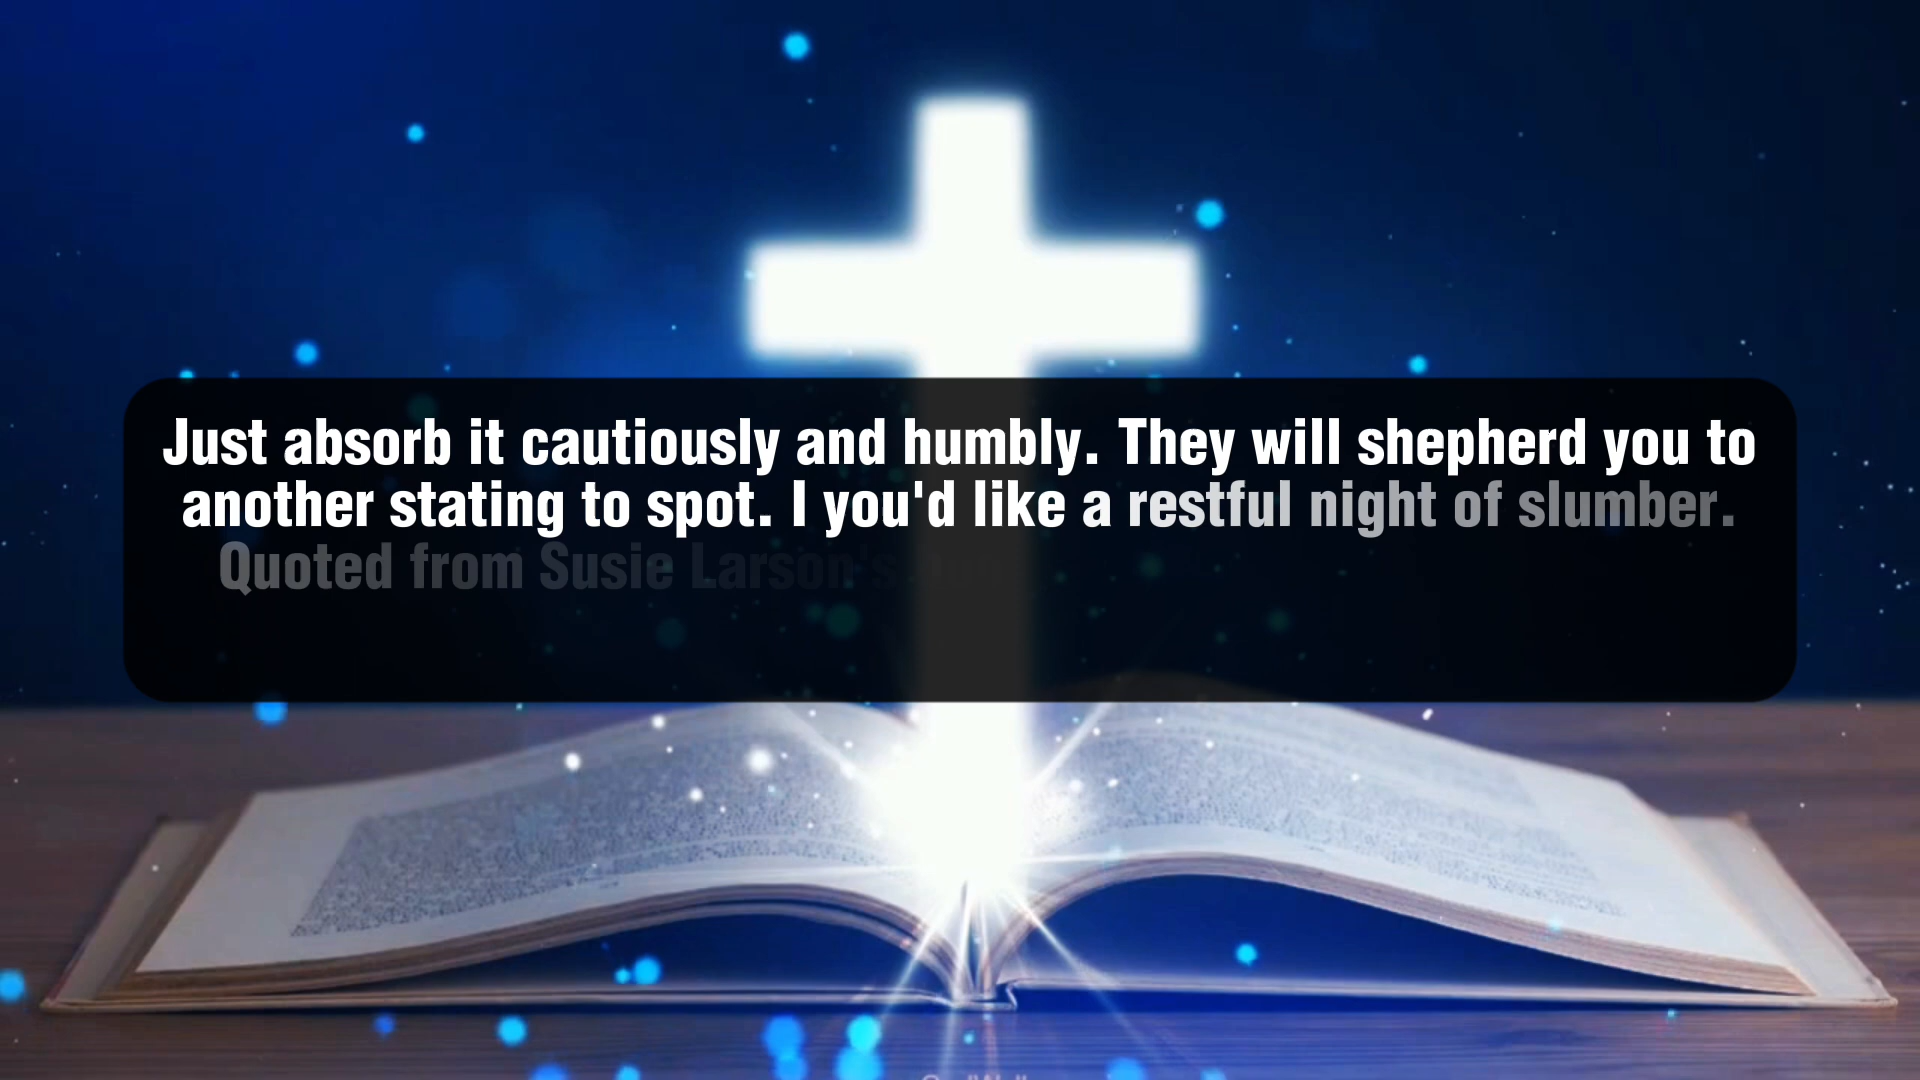 Just absorb it cautiously and humbly. They will shepherd you to
another stating to spot. I you'd like a restful night of slumber.
Quoted from Susie Larson's